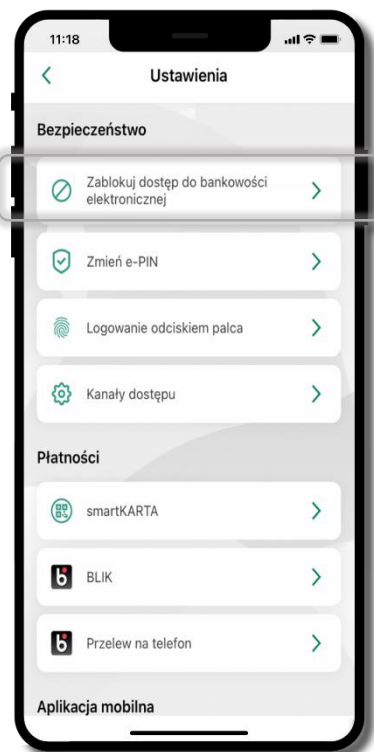 11:18
Ustawienia
Bezpieczeństwo
Zablokuj dostęp do bankowości
elektronicznej
Zmień e-PIN
Logowanie odciskiem palca
Kanały dostępu
Płatności
smartKARTA
BLIK
Przelew na telefon
Aplikacja mobilna